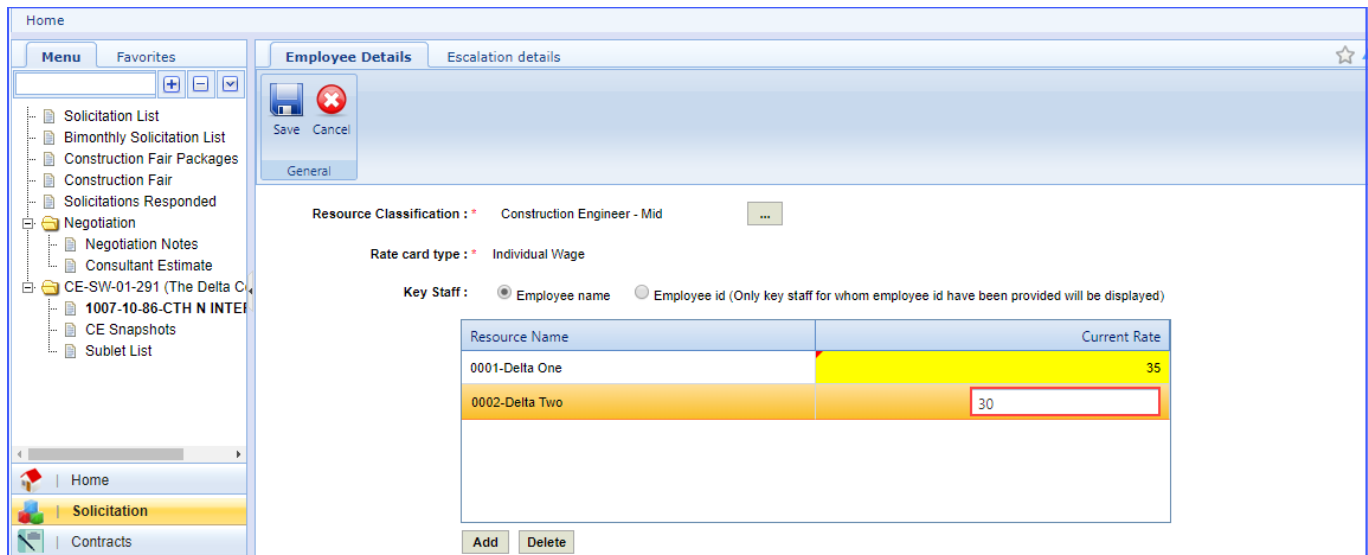 Home
Menu
Favorites
Solicitation List
Bimonthly Solicitation List
Construction Fair Packages
Construction Fair
Solicitations Responded
Negotiation
Negotiation Notes
Consultant Estimate
CE-SW-01-291 (The Delta C
1007-10-86-CTH N INTE
CE Snapshots
Sublet List
| Home
| Solicitation
| Contracts
Employee Details
Escalation details
Save Cancel
General
Resource Classification : * Construction Engineer - Mid ...
Rate card type : * Individual Wage
Key Staff : Employee name Employee id (Only key staff for whom employee id have been provided will be displayed)
Resource Name Current Rate
0001-Delta One 35
0002-Delta Two 30
Add Delete